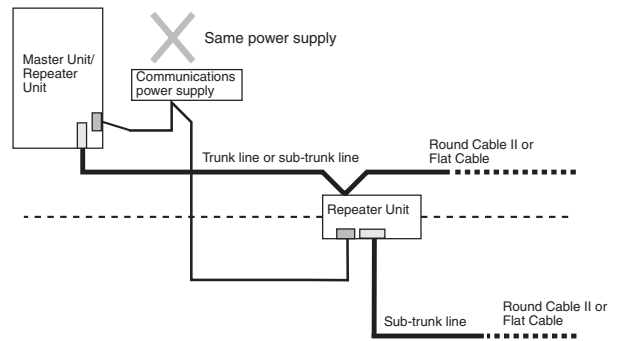 Same power supply
Master Unit/
Repeater
Unit
Communications
power supply
Trunk line or sub-trunk line
Round Cable II or
Flat Cable
Repeater Unit
Sub-trunk line
Round Cable II or
Flat Cable